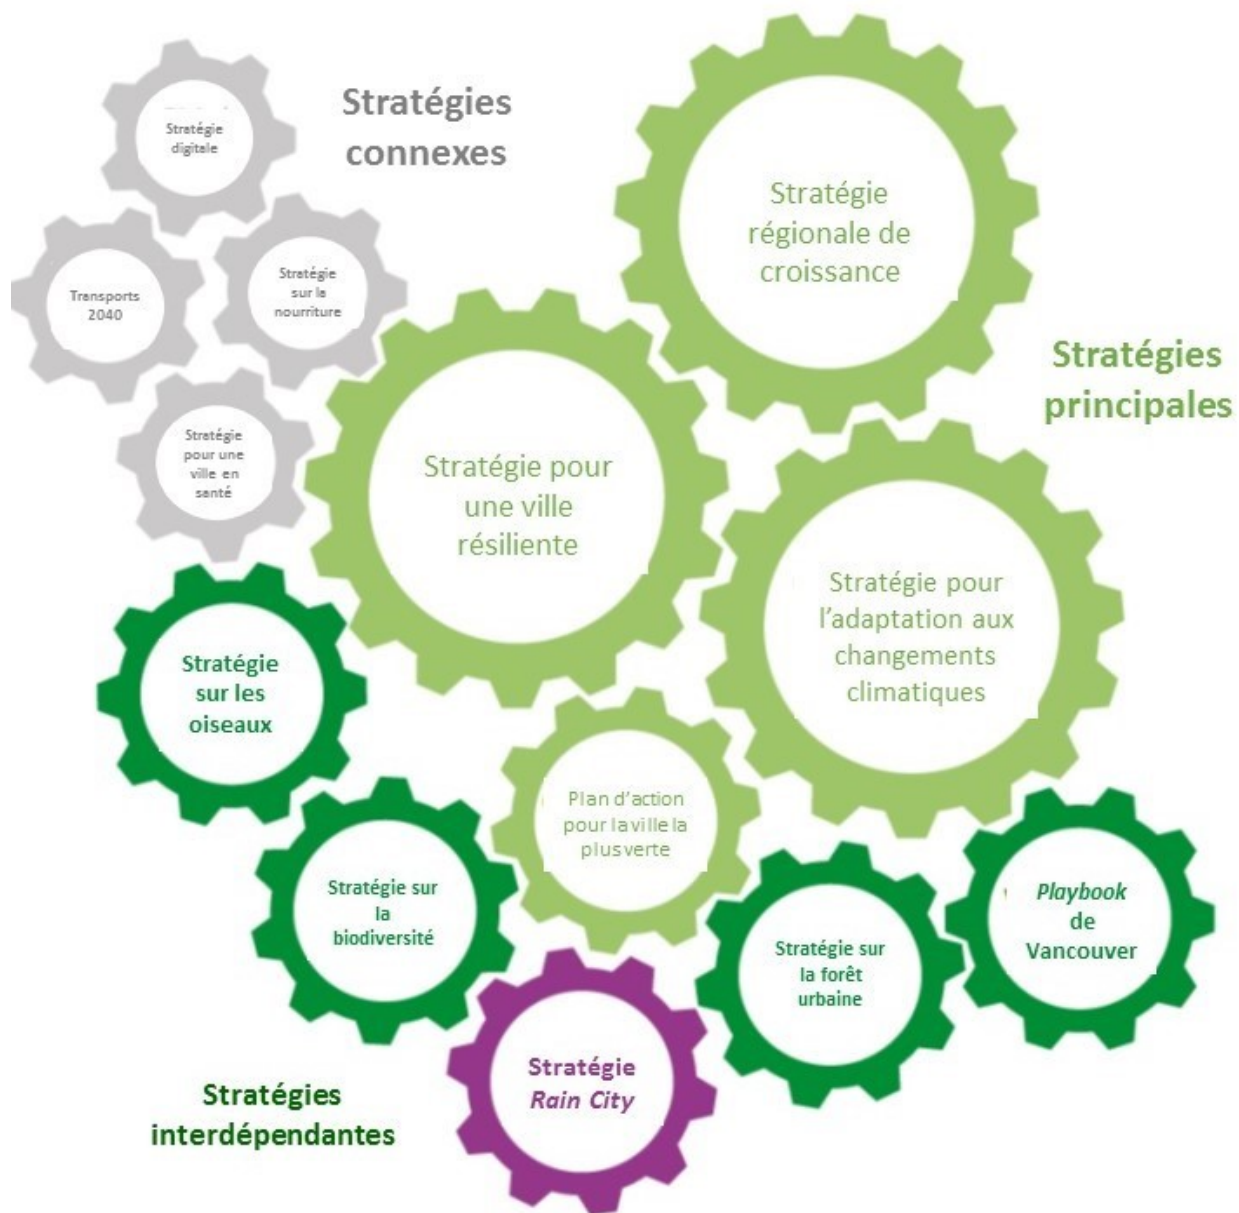 Stratégies
connexes
Stratégie
digitale
Transports
2040
Stratégie
sur la
nourriture
Stratégie
pour une
ville en
santé
Stratégies
principales
Stratégie
régionale de
croissance
Stratégie pour
une ville
résiliente
Stratégie pour
l'adaptation aux
changements
climatiques
Plan d'action
pour la ville la
plus verte
Stratégie
sur les
oiseaux
Stratégie sur
la
biodiversité
Stratégie sur
la forêt
urbaine
Playbook
de
Vancouver
Stratégie
Rain City
Stratégies
interdépendantes